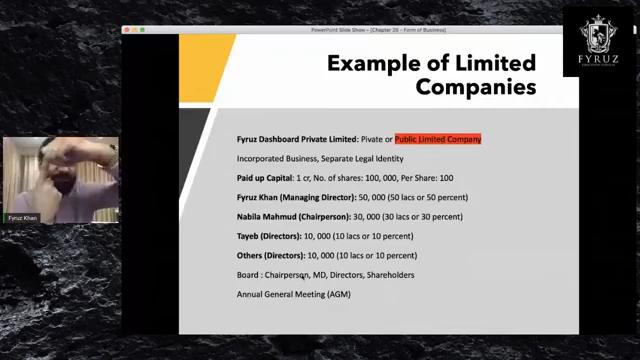 PowerPoint Slide Show - [Chapter 28 - Form of Business]
FYRUZ
Example of Limited
Companies
Fyruz Dashboard Private Limited: Pivate or Public Limited Company
Incorporated Business, Separate Legal Identity
Paid up Capital: 1 cr, No. of shares: 100, 000, Per Share: 100
Fyruz Khan (Managing Director): 50, 000 (50 lacs or 50 percent)
Nabila Mahmud (Chairperson): 30, 000 (30 lacs or 30 percent)
Tayeb (Directors): 10, 000 (10 lacs or 10 percent)
Others (Directors): 10, 000 (10 lacs or 10 percent)
Board : Chairperson, MD, Directors, Shareholders
Annual General Meeting (AGM)
Fyruz Khan